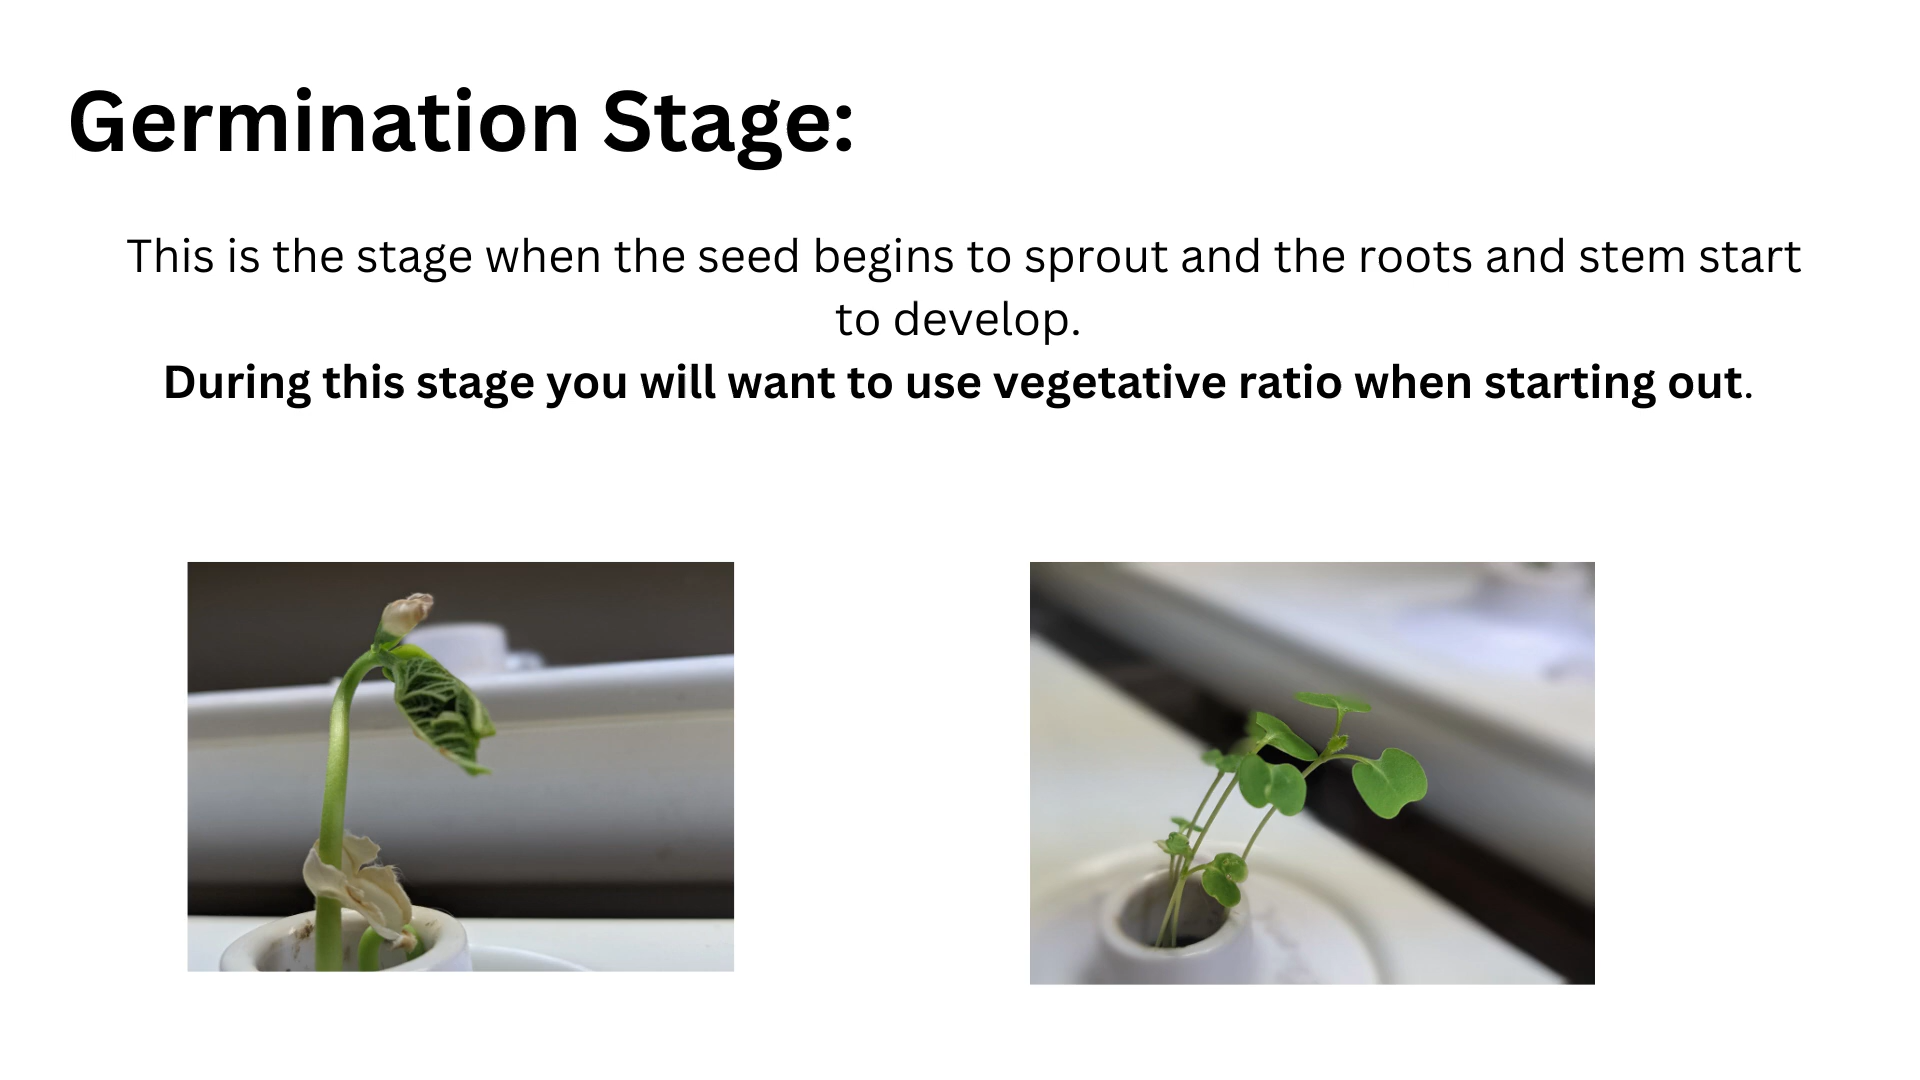 Germination Stage:
This is the stage when the seed begins to sprout and the roots and stem start
to develop.
During this stage you will want to use vegetative ratio when starting out.